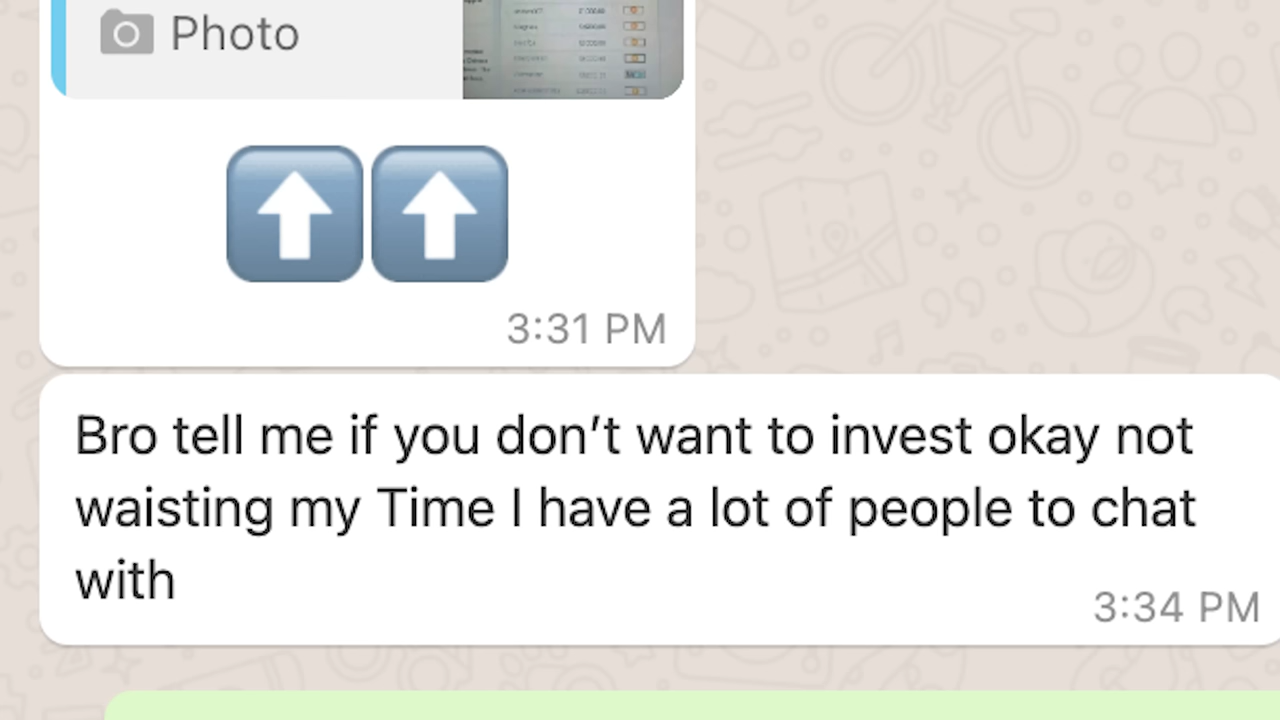 Photo
⬆️⬆️
3:31 PM
Bro tell me if you don’t want to invest okay not
waisting my Time I have a lot of people to chat
with
3:34 PM